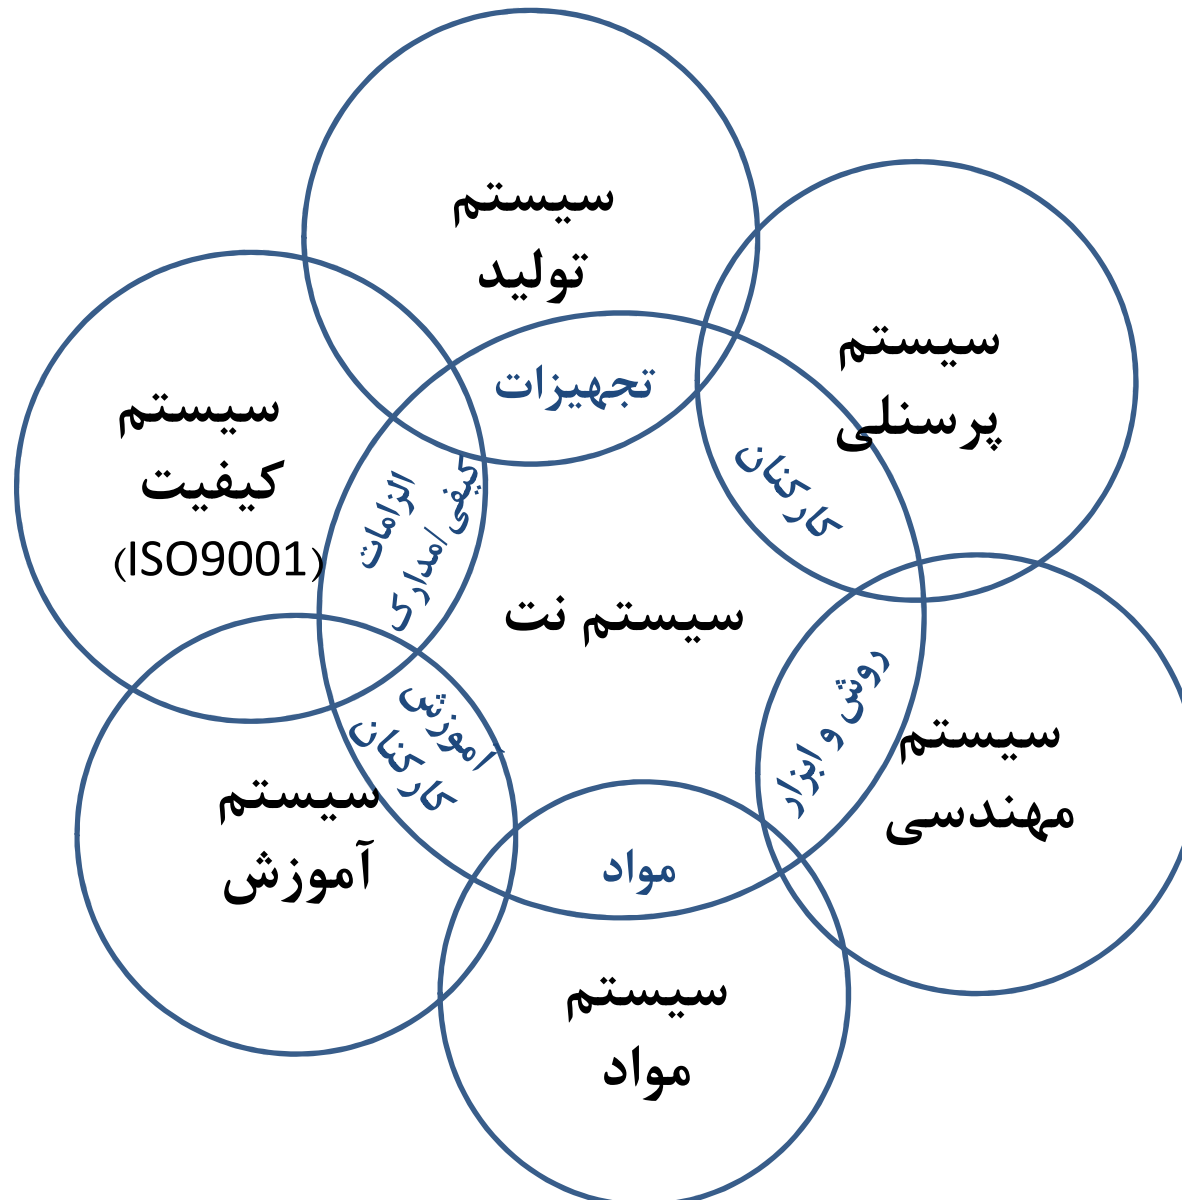 سیستم
تولید
تجهیزات
سیستم
پرسنلی
کارکنان
سیستم
کیفیت
(ISO9001)
الزامات
کیفی /مدارک
سیستم نت
روش و ابزار
سیستم
مهندسی
آموزش
کارکنان
سیستم
آموزش
مواد
سیستم
مواد